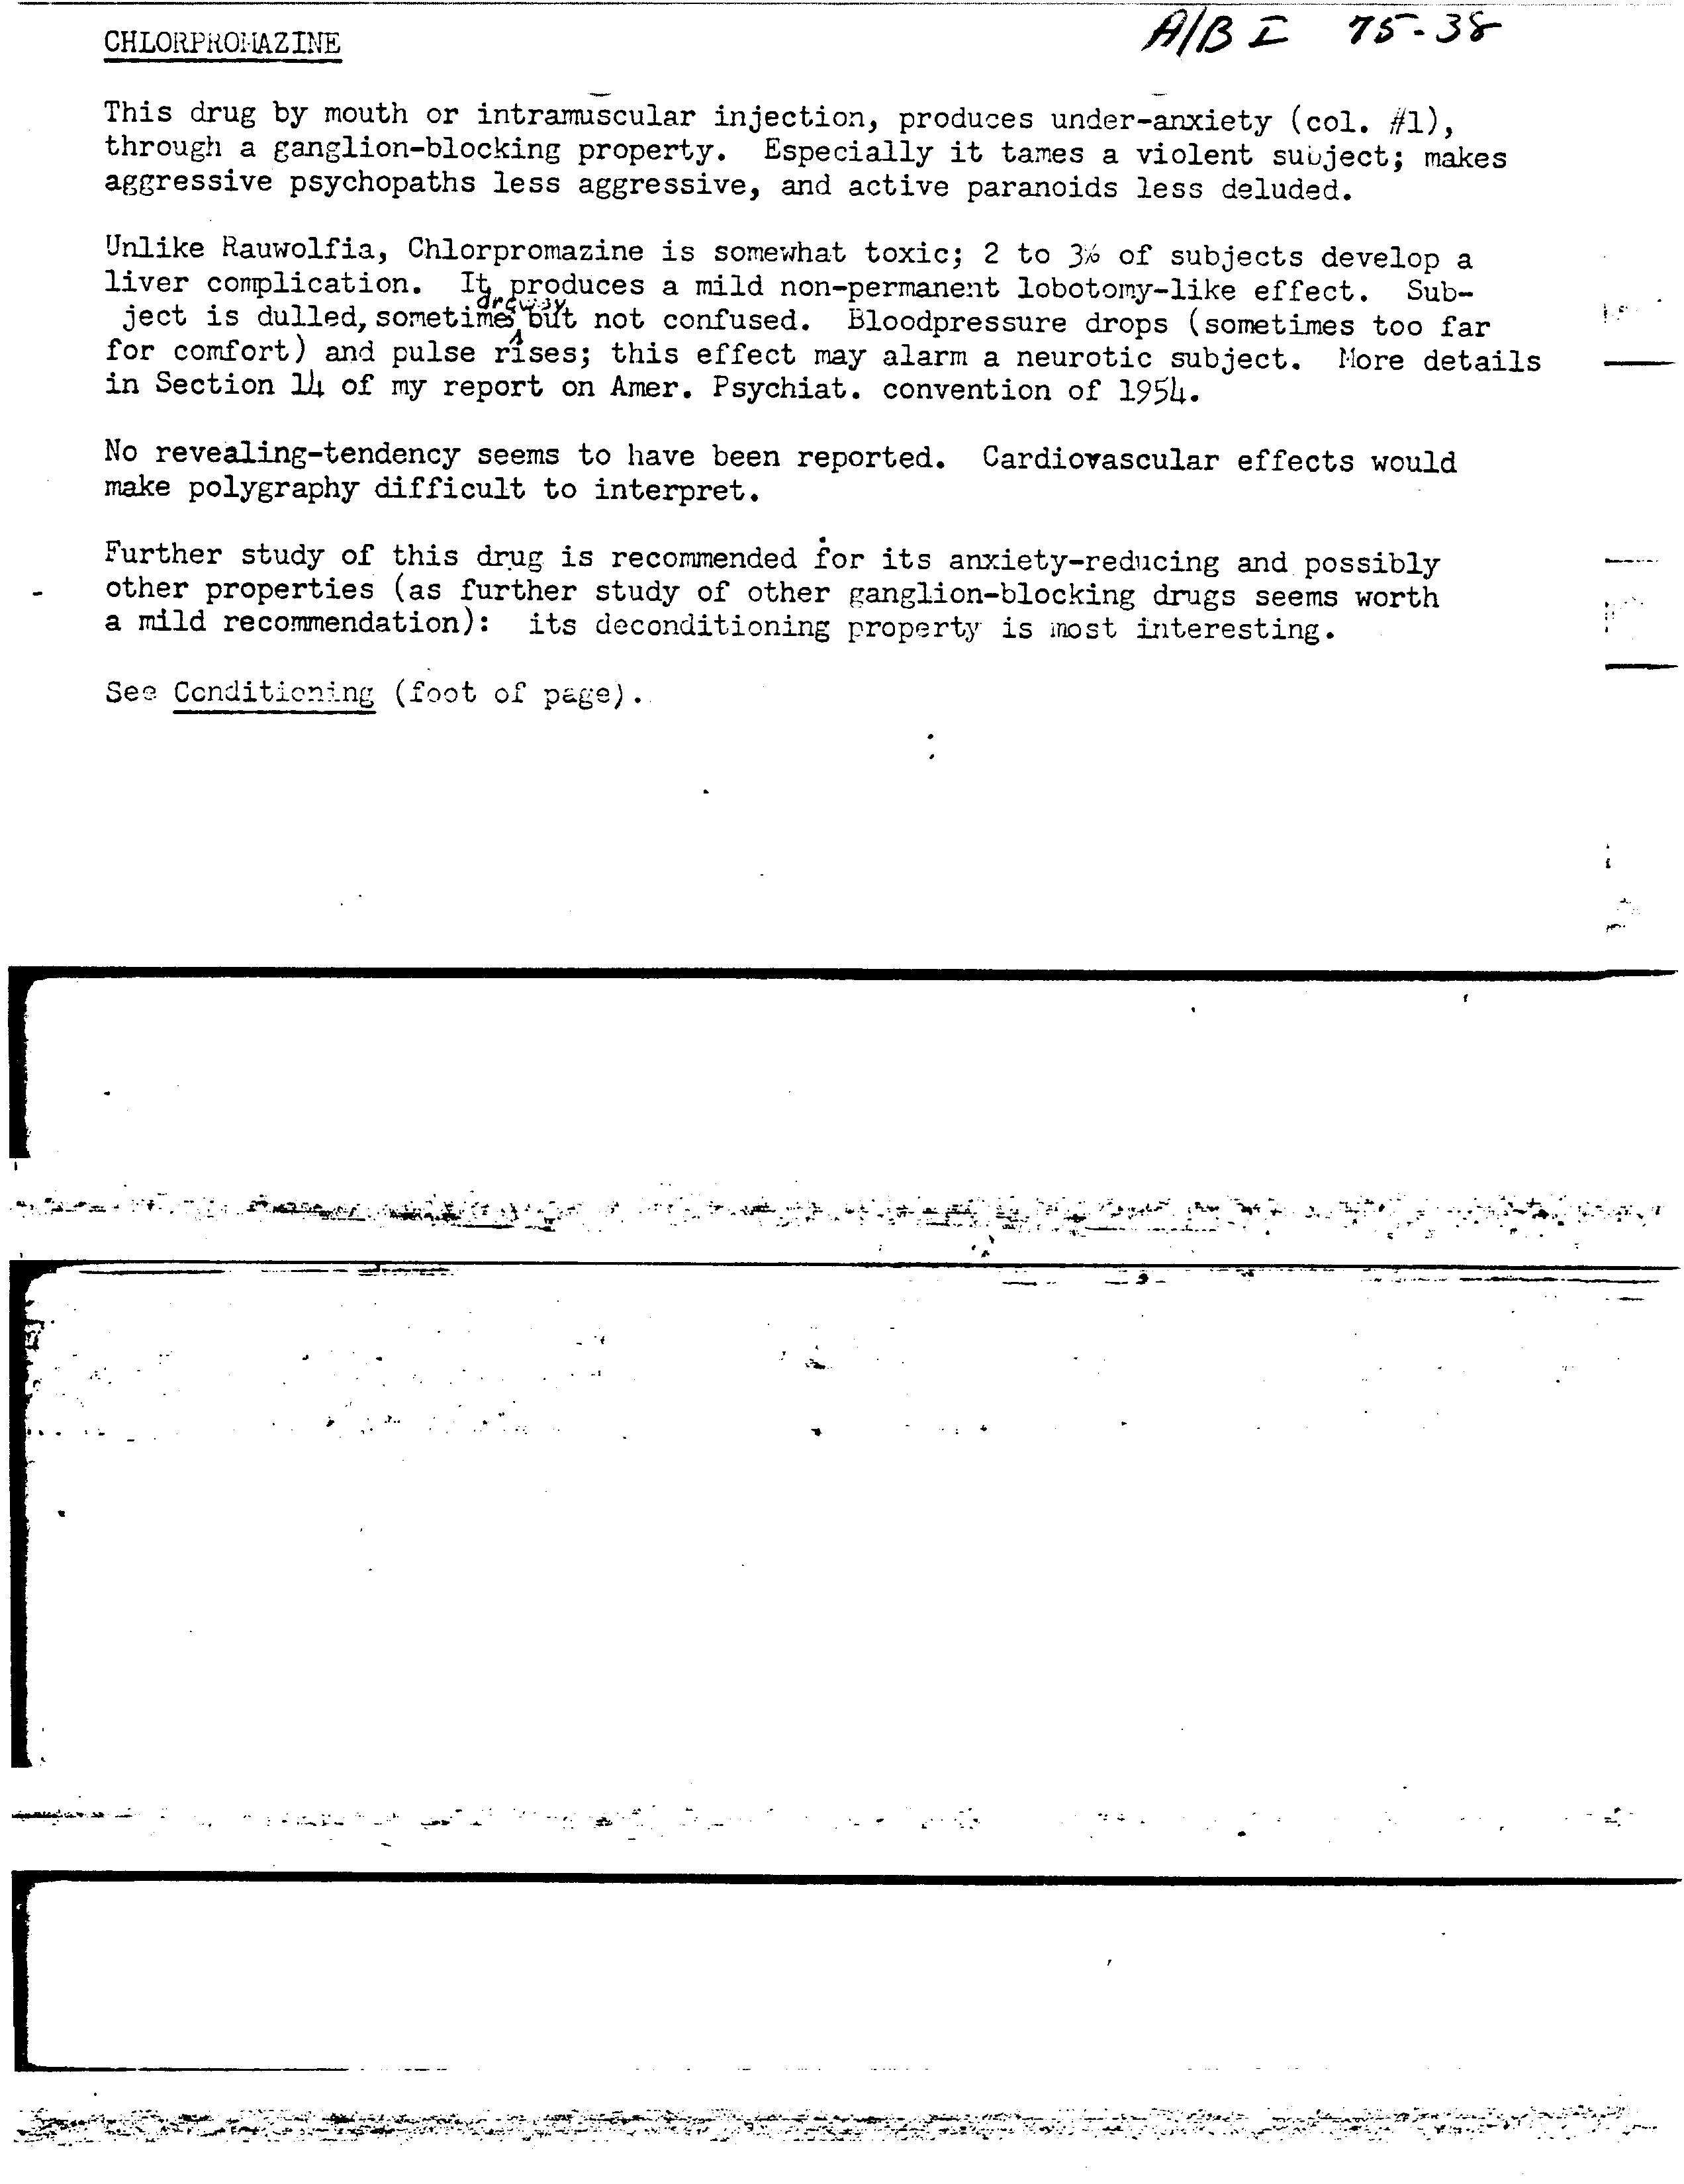 A/B I 75-38
CHLORPROMAZINE
This drug by mouth or intramuscular injection, produces under-anxiety (col. #1),
through a ganglion-blocking property. Especially it tames a violent subject; makes
aggressive psychopaths less aggressive, and active paranoids less deluded.
Unlike Rauwolfia, Chlorpromazine is somewhat toxic; 2 to 3% of subjects develop a
liver complication. It produces a mild non-permanent lobotomy-like effect. Sub-
ject is dulled, sometimes drowsy but not confused. Bloodpressure drops (sometimes too far
for comfort) and pulse rises; this effect may alarm a neurotic subject. More details
in Section 14 of my report on Amer. Psychiat. convention of 1954.
No revealing-tendency seems to have been reported. Cardiovascular effects would
make polygraphy difficult to interpret.
Further study of this drug is recommended for its anxiety-reducing and possibly
other properties (as further study of other ganglion-blocking drugs seems worth
a mild recommendation): its deconditioning property is most interesting.
See Conditioning (foot of page).